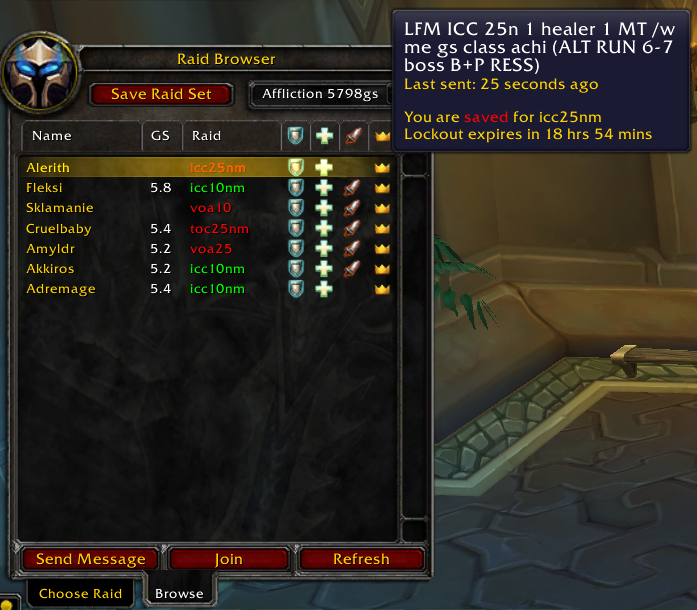 LFM ICC 25n 1 healer 1 MT /w
me gs class achi (ALT RUN 6-7
boss B+P RESS)
Last sent: 25 seconds ago
You are saved for icc25nm
Lockout expires in 18 hrs 54 mins
Raid Browser
Save Raid Set Affliction 5798gs
Name GS Raid
Alerith icc25nm
Fleksi 5.8 icc10nm
Sklamanie voa10
Cruelbaby 5.4 toc25nm
Amyldr 5.2 voa25
Akkiros 5.2 icc10nm
Adremage 5.4 icc10nm
Send Message Join Refresh
Choose Raid Browse